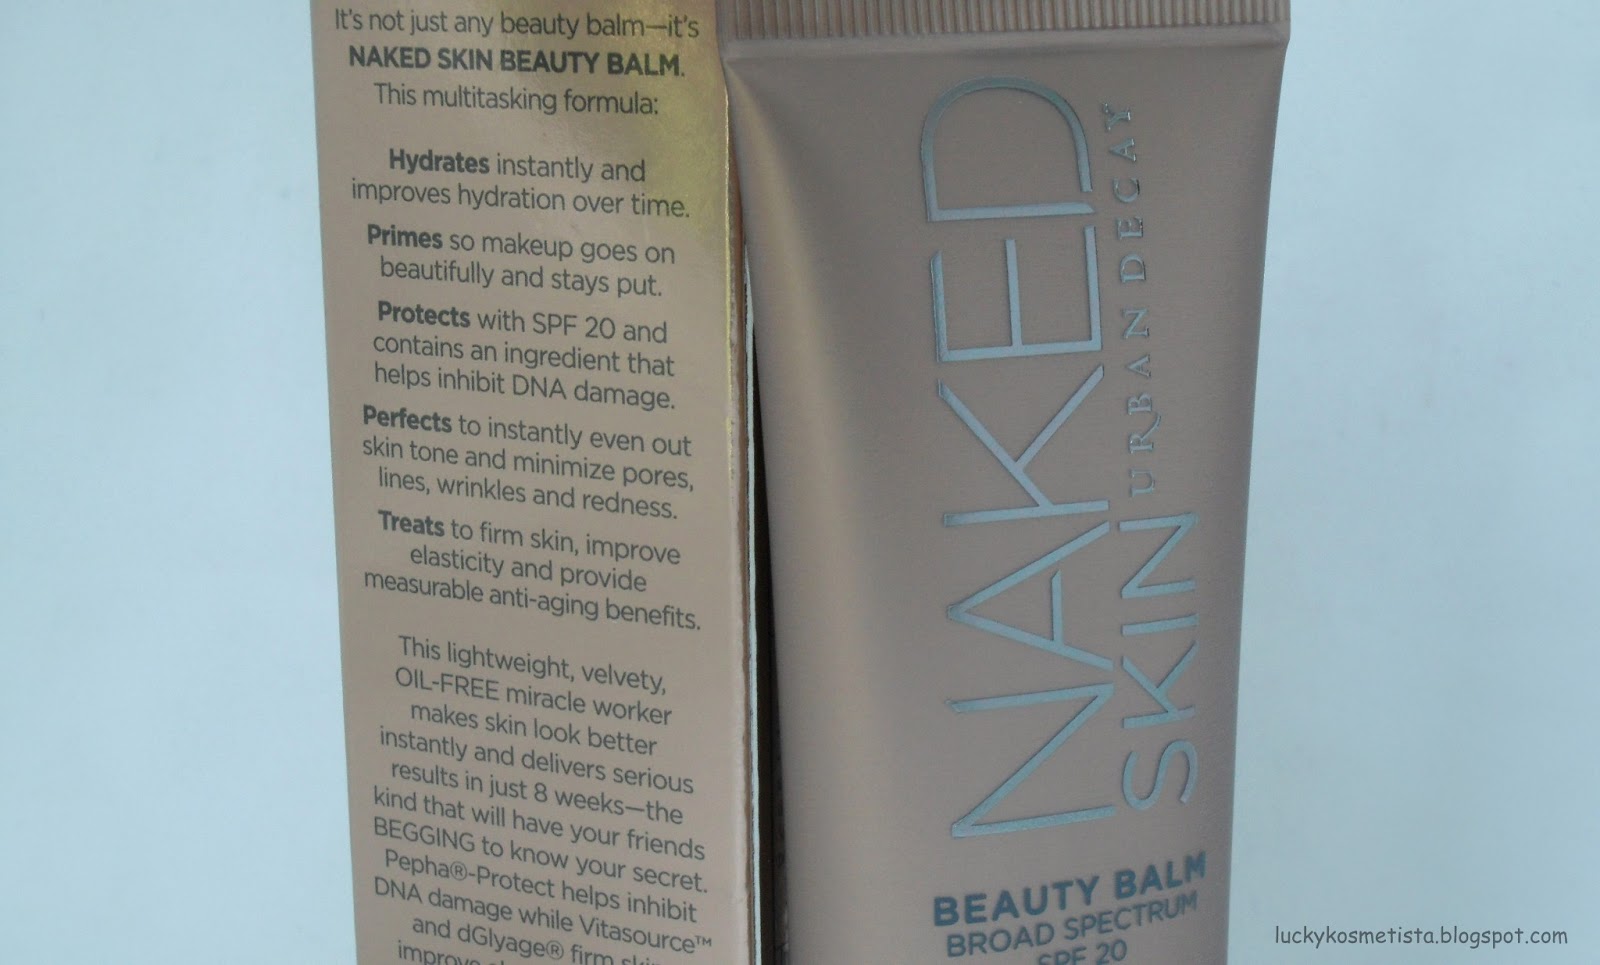 It's not just any beauty balm—it's
NAKED SKIN BEAUTY BALM.
This multitasking formula:
Hydrates instantly and
improves hydration over time.
Primes so makeup goes on
beautifully and stays put.
Protects with SPF 20 and
contains an ingredient that
helps inhibit DNA damage.
Perfects to instantly even out
skin tone and minimize pores,
lines, wrinkles and redness.
Treats to firm skin, improve
elasticity and provide
measurable anti-aging benefits.
This lightweight, velvety,
OIL-FREE miracle worker
makes skin look better
instantly and delivers serious
results in just 8 weeks—the
kind that will have your friends
BEGGING to know your secret.
Pepha®-Protect helps inhibit
DNA damage while Vitasource™
and dGlyage® firm skin
improve
NAKED
SKIN
URBAN DECAY
BEAUTY BALM
BROAD SPECTRUM
SPF 20
luckykosmetista.blogspot.com